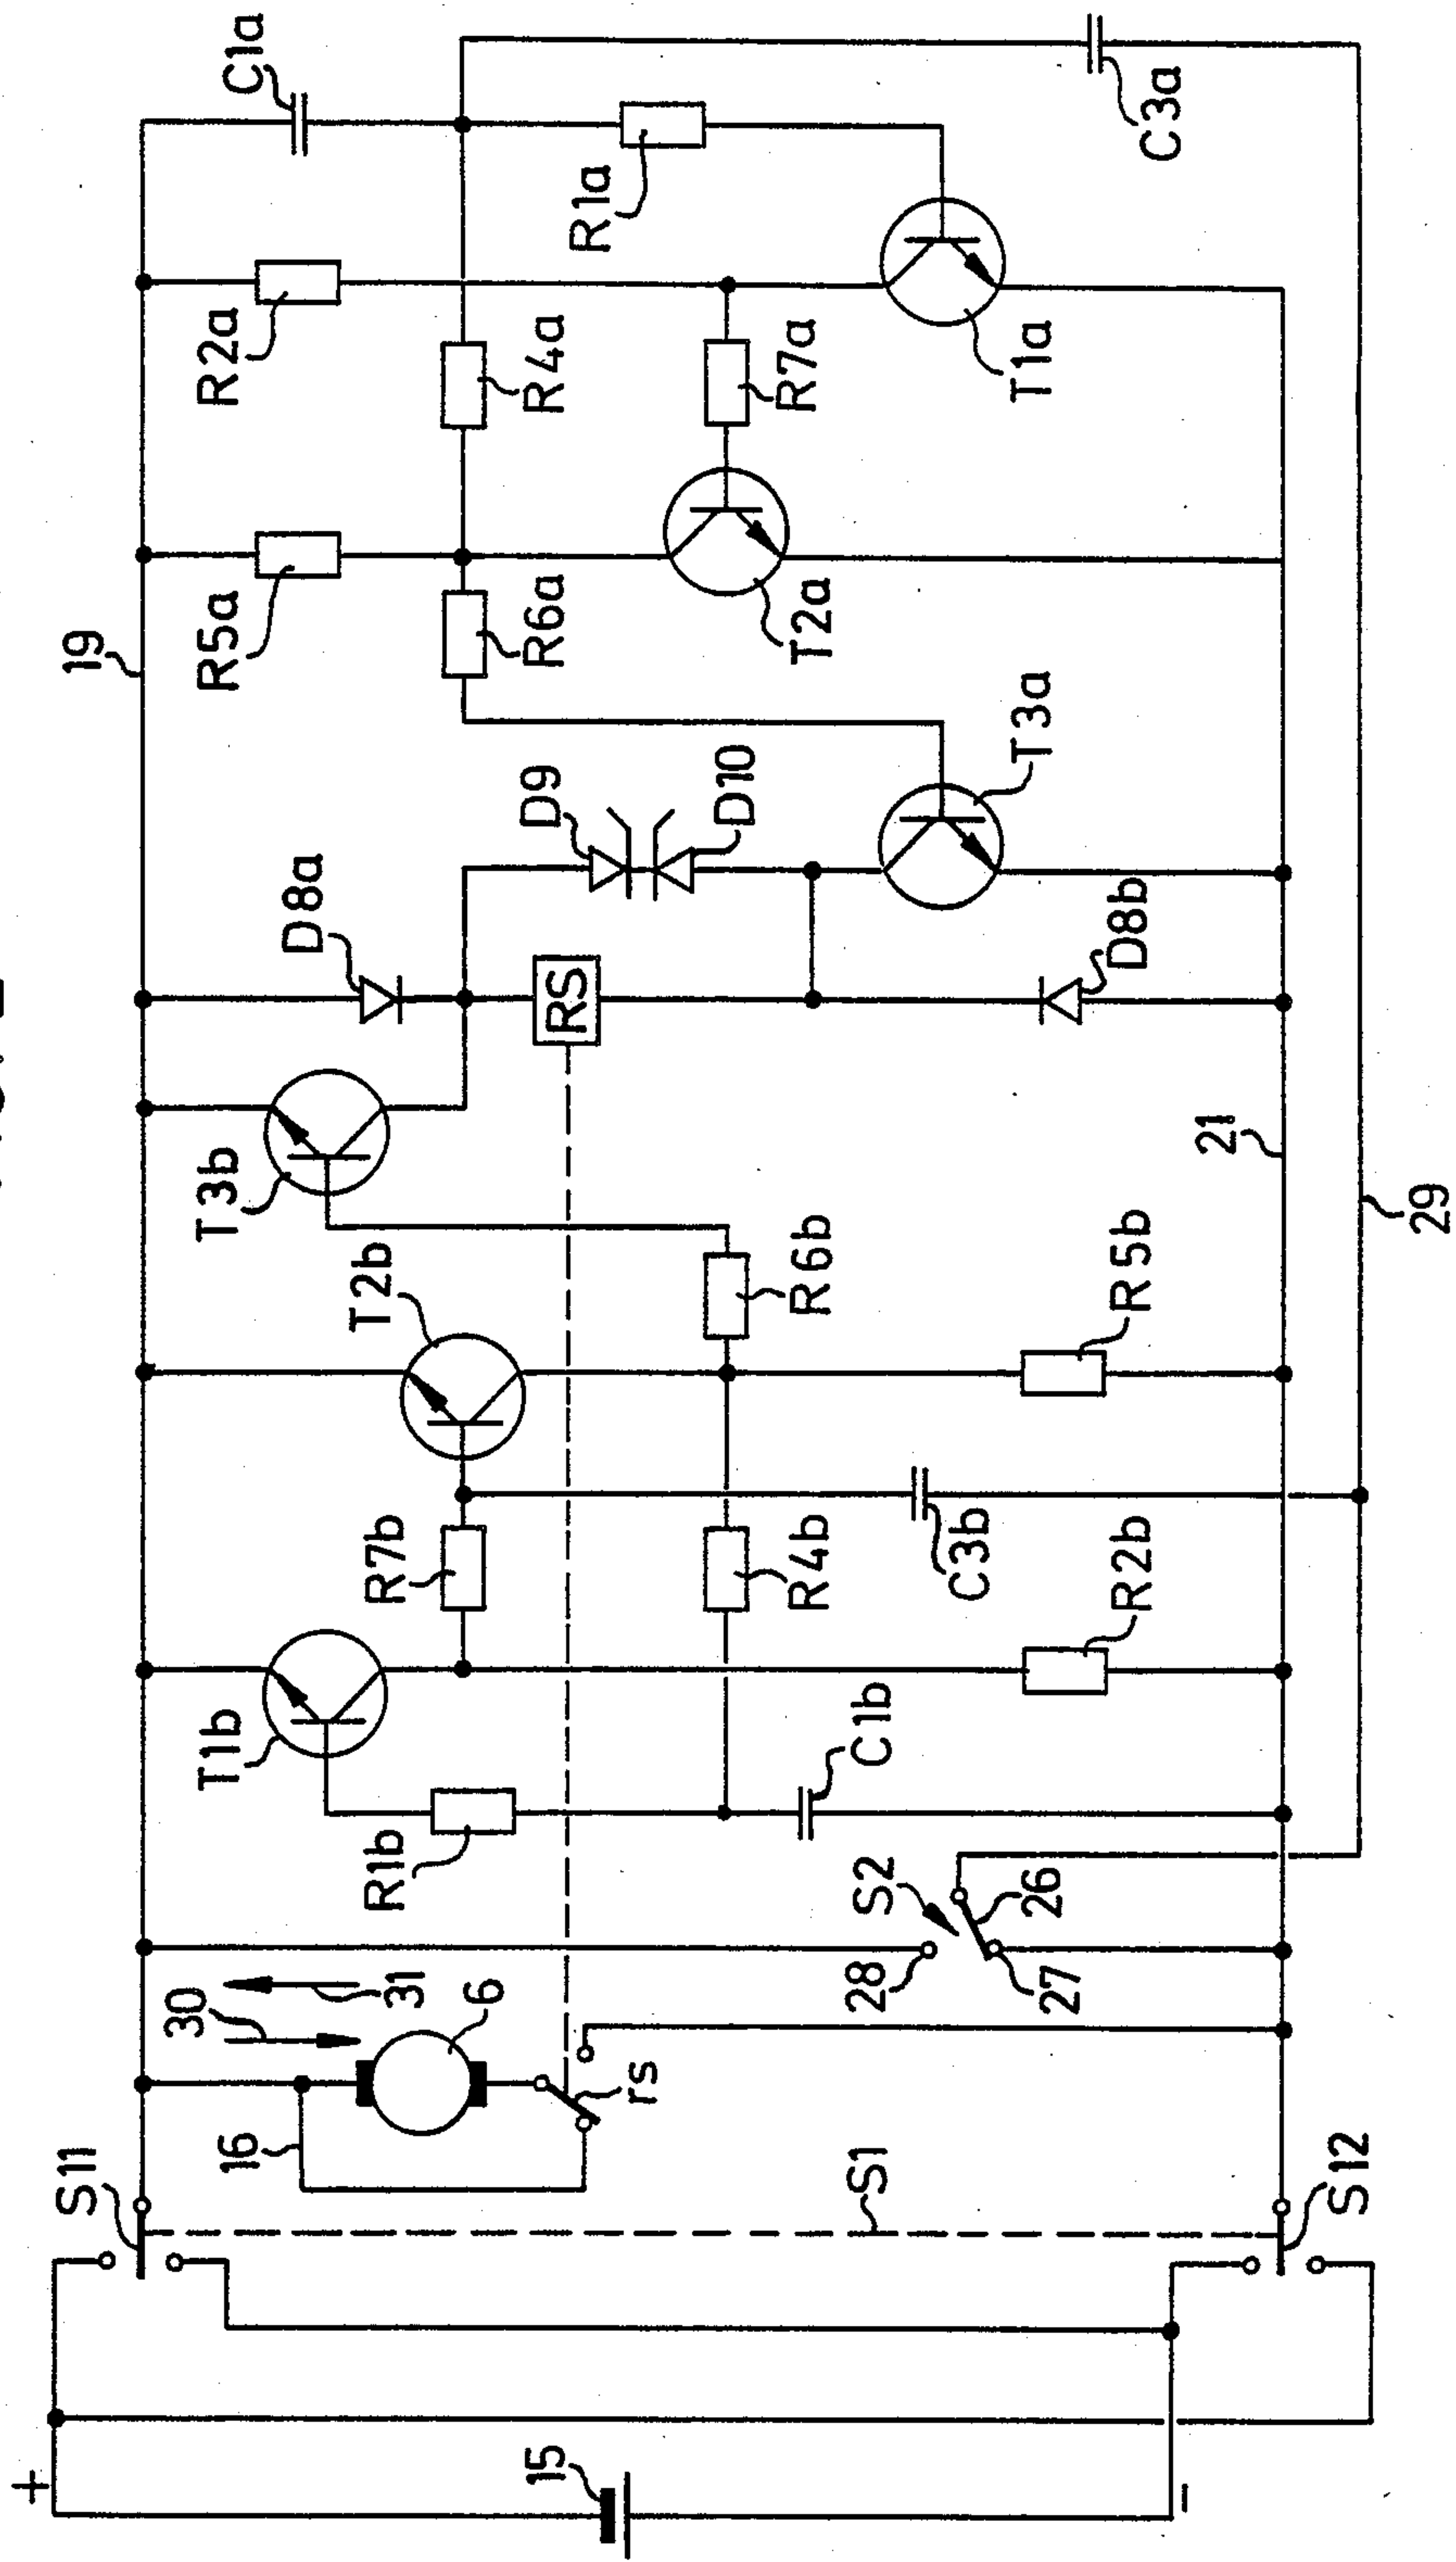 +
15
-
S11
S12
S1
16
30
31
6
rs
28
S2
27
26
R1b
C1b
T1b
R7b
R4b
C3b
R2b
T2b
R6b
R5b
T3b
21
29
D8a
RS
D8b
D9
D10
T3a
19
R5a
R6a
T2a
R2a
R4a
R7a
T1a
R1a
C1a
C3a